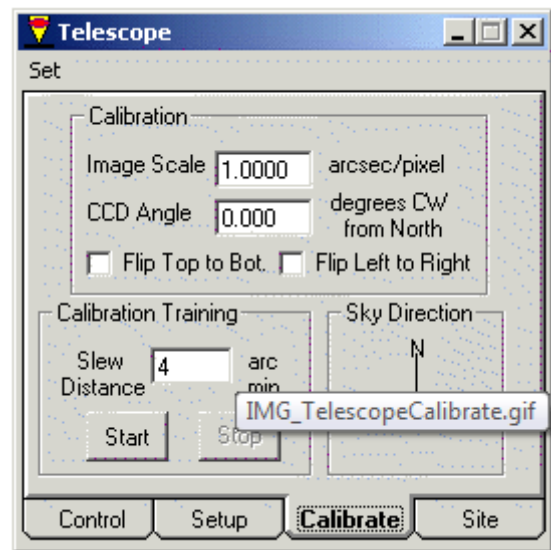 Telescope
Set
Calibration
Image Scale 1.0000 arcsec/pixel
CCD Angle 0.000 degrees CW
from North
Flip Top to Bot. Flip Left to Right
Calibration Training
Slew Distance 4 arc min
Start Stop
Sky Direction
N
IMG_TelescopeCalibrate.gif
Control Setup Calibrate Site